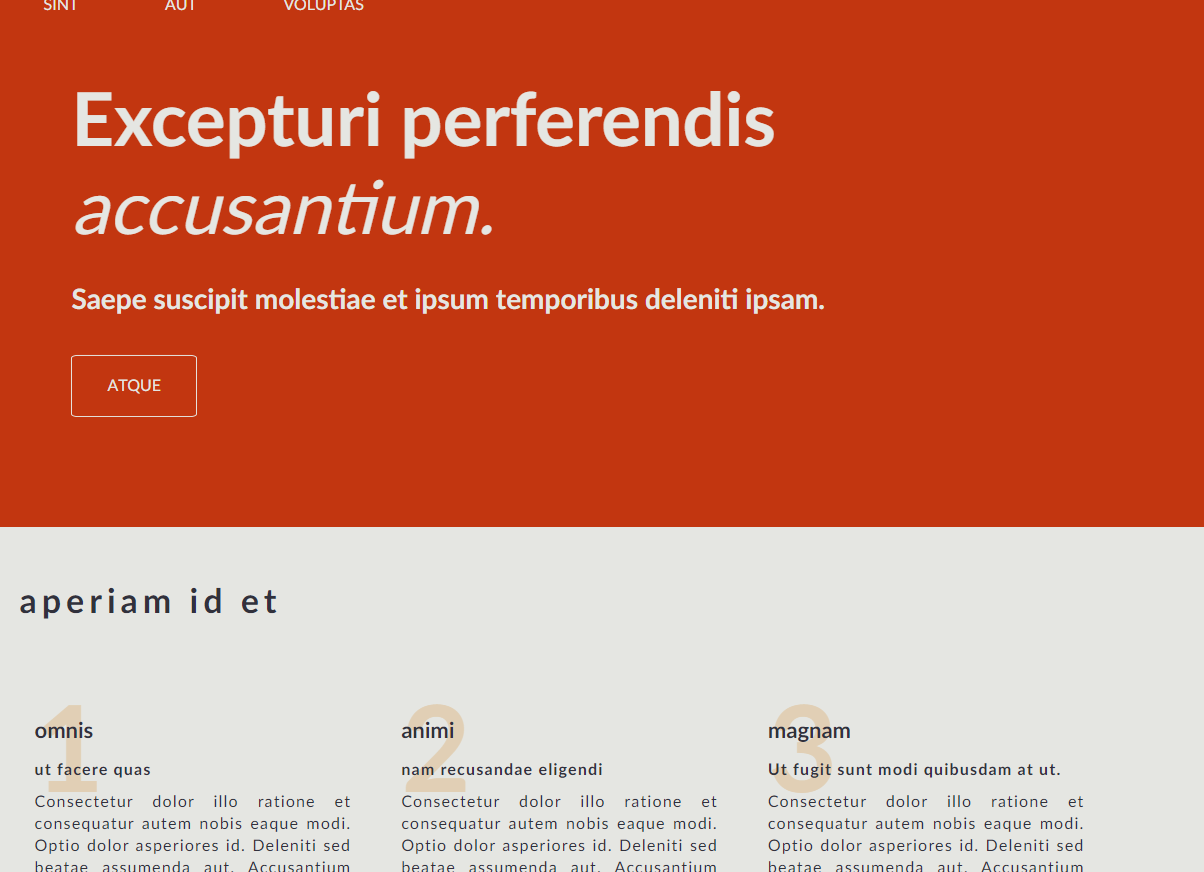 SINT AUT VOLUPTAS
Excepturi perferendis
accusantium.
Saepe suscipit molestiae et ipsum temporibus deleniti ipsam.
ATQUE
aperiam id et
1
omnis
ut facere quas
Consectetur dolor illo ratione et
consequatur autem nobis eaque modi.
Optio dolor asperiores id. Deleniti sed
beatae assumenda aut. Accusantium
2
animi
nam recusandae eligendi
Consectetur dolor illo ratione et
consequatur autem nobis eaque modi.
Optio dolor asperiores id. Deleniti sed
beatae assumenda aut. Accusantium
3
magnam
Ut fugit sunt modi quibusdam at ut.
Consectetur dolor illo ratione et
consequatur autem nobis eaque modi.
Optio dolor asperiores id. Deleniti sed
beatae assumenda aut. Accusantium